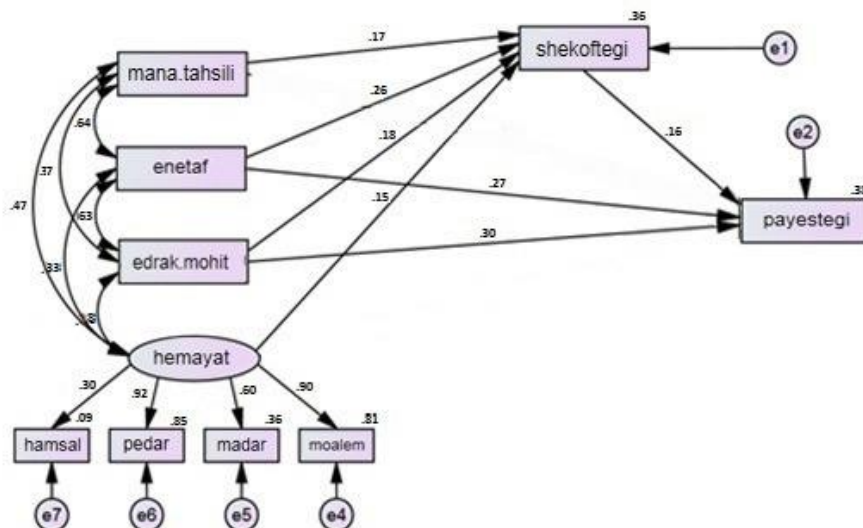 .36
.17
shekoftegi
e1
mana.tahsili
.26
.64
.18
.16
e2
enetaf
.37
.15
.27
.47
.63
payestegi
.30
edrak.mohit
.33
hemayat
.30
.92
.60
.90
.09
.85
.36
.81
hamsal
pedar
madar
moalem
e7
e6
e5
e4